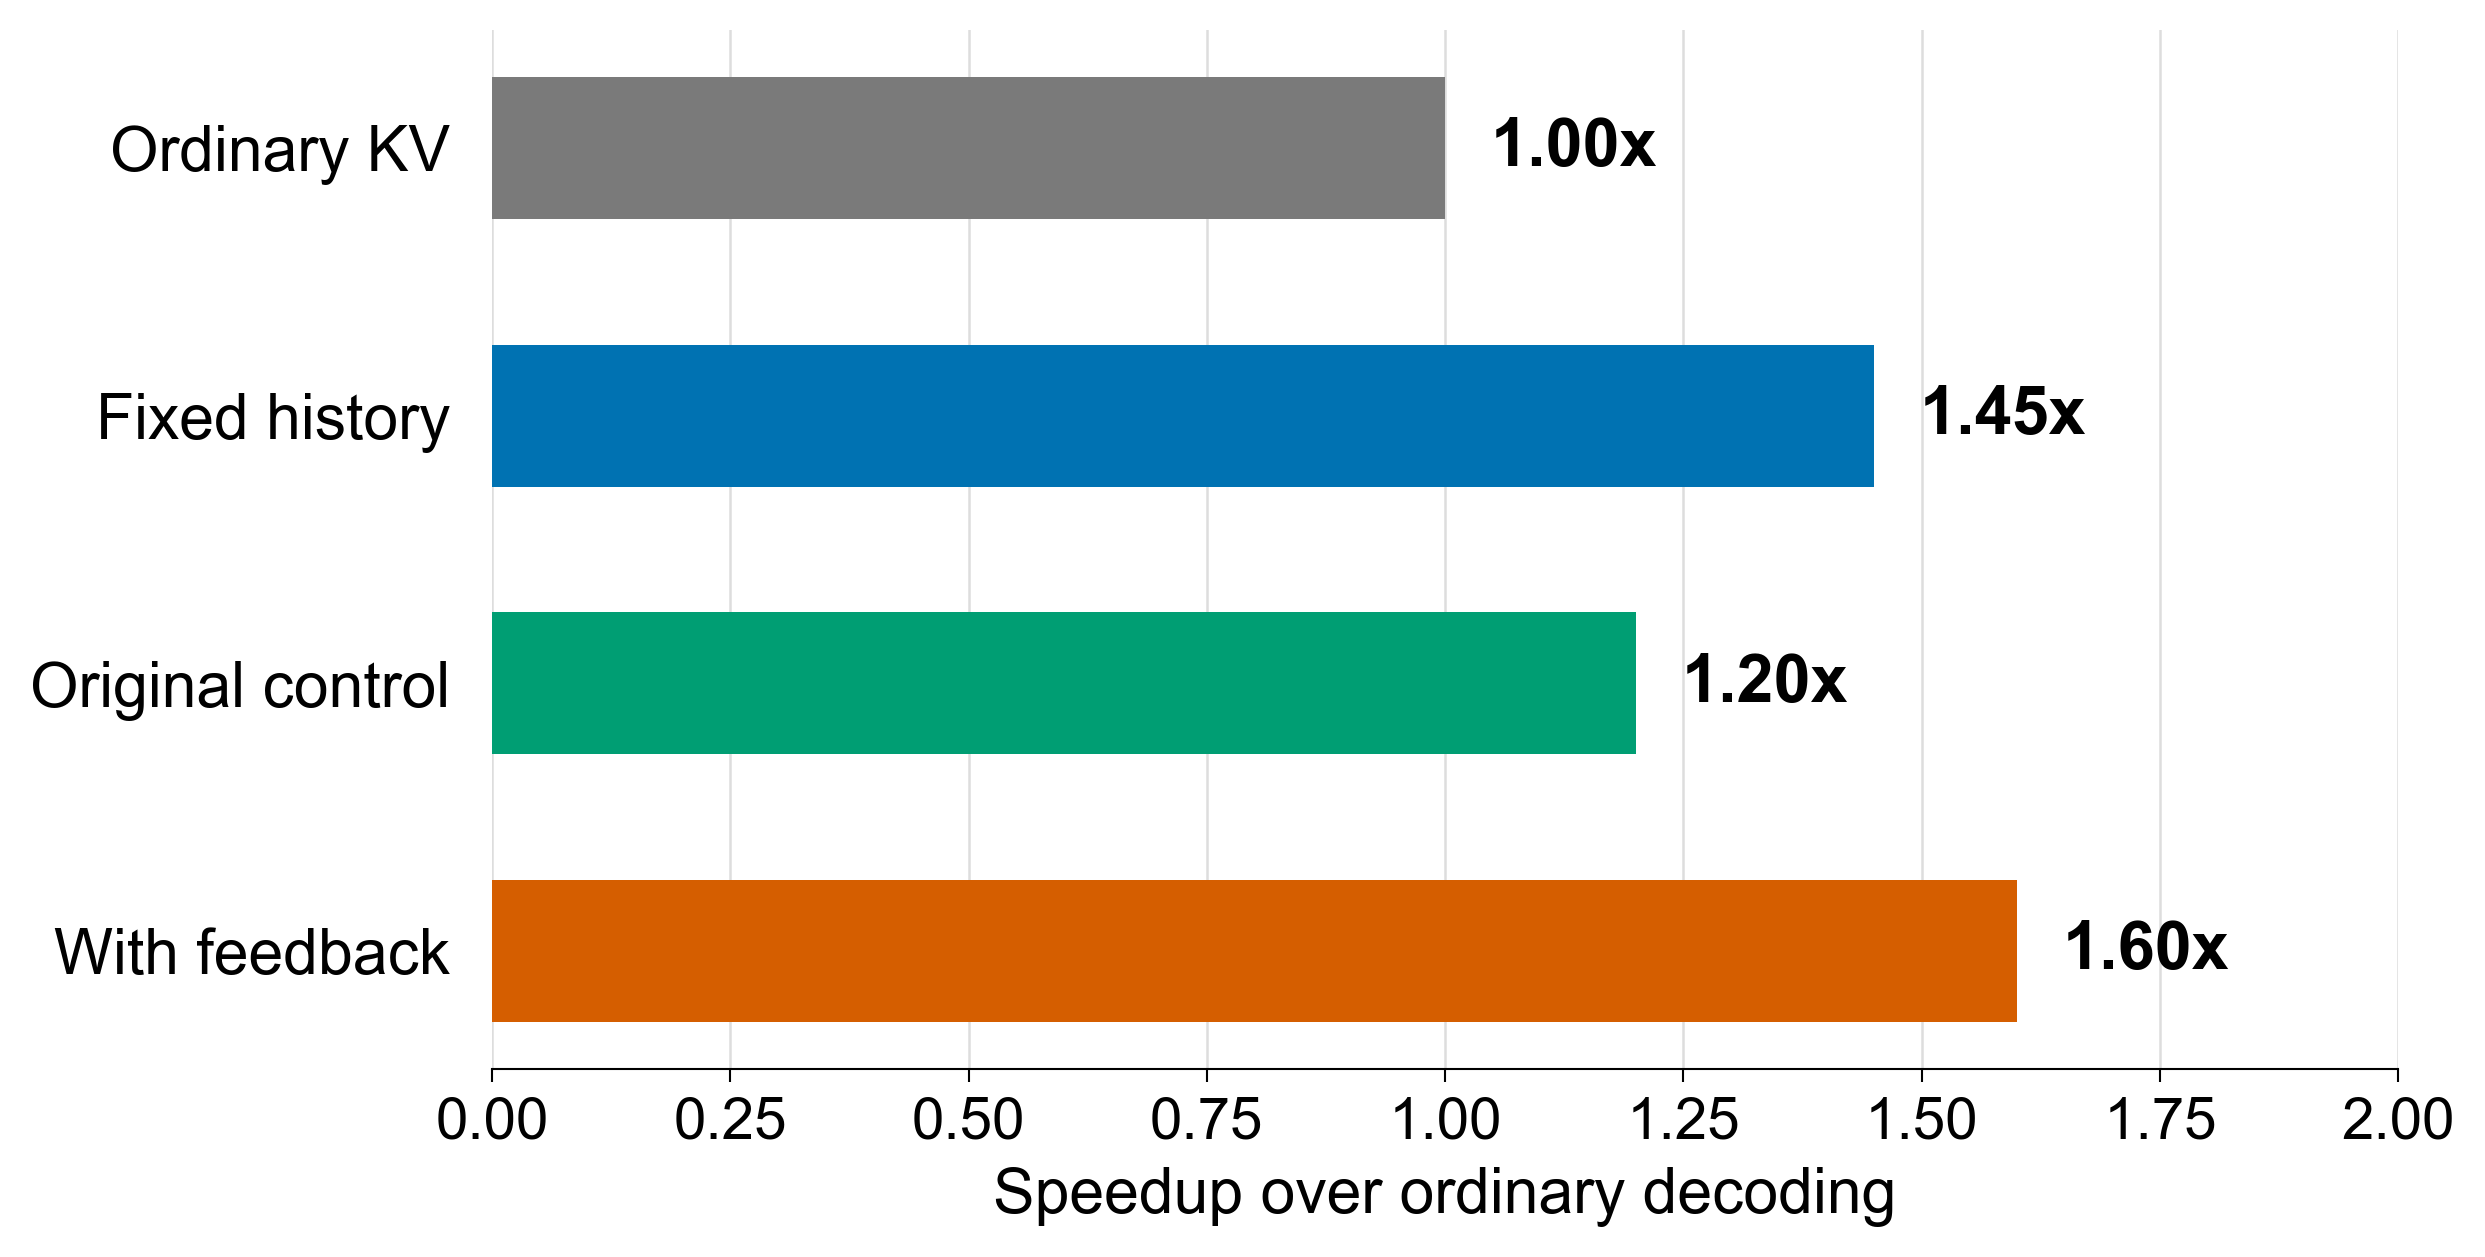 Ordinary KV
1.00x
Fixed history
1.45x
Original control
1.20x
With feedback
1.60x
0.00 0.25 0.50 0.75 1.00 1.25 1.50 1.75 2.00
Speedup over ordinary decoding